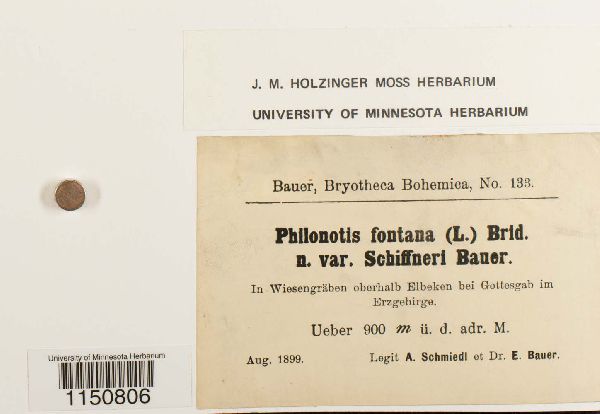 J. M. HOLZINGER MOSS HERBARIUM
UNIVERSITY OF MINNESOTA HERBARIUM
Bauer, Bryotheca Bohemica, No. 133.
Philonotis fontana (L.) Brid.
n. var. Schiffneri Bauer.
In Wiesengräben oberhalb Elbeken bei Gottesgab im
Erzgebirge.
Ueber 900 m ü. d. adr. M.
Aug. 1899. Legit A. Schmiedl et Dr. E. Bauer.
University of Minnesota Herbarium
1150806